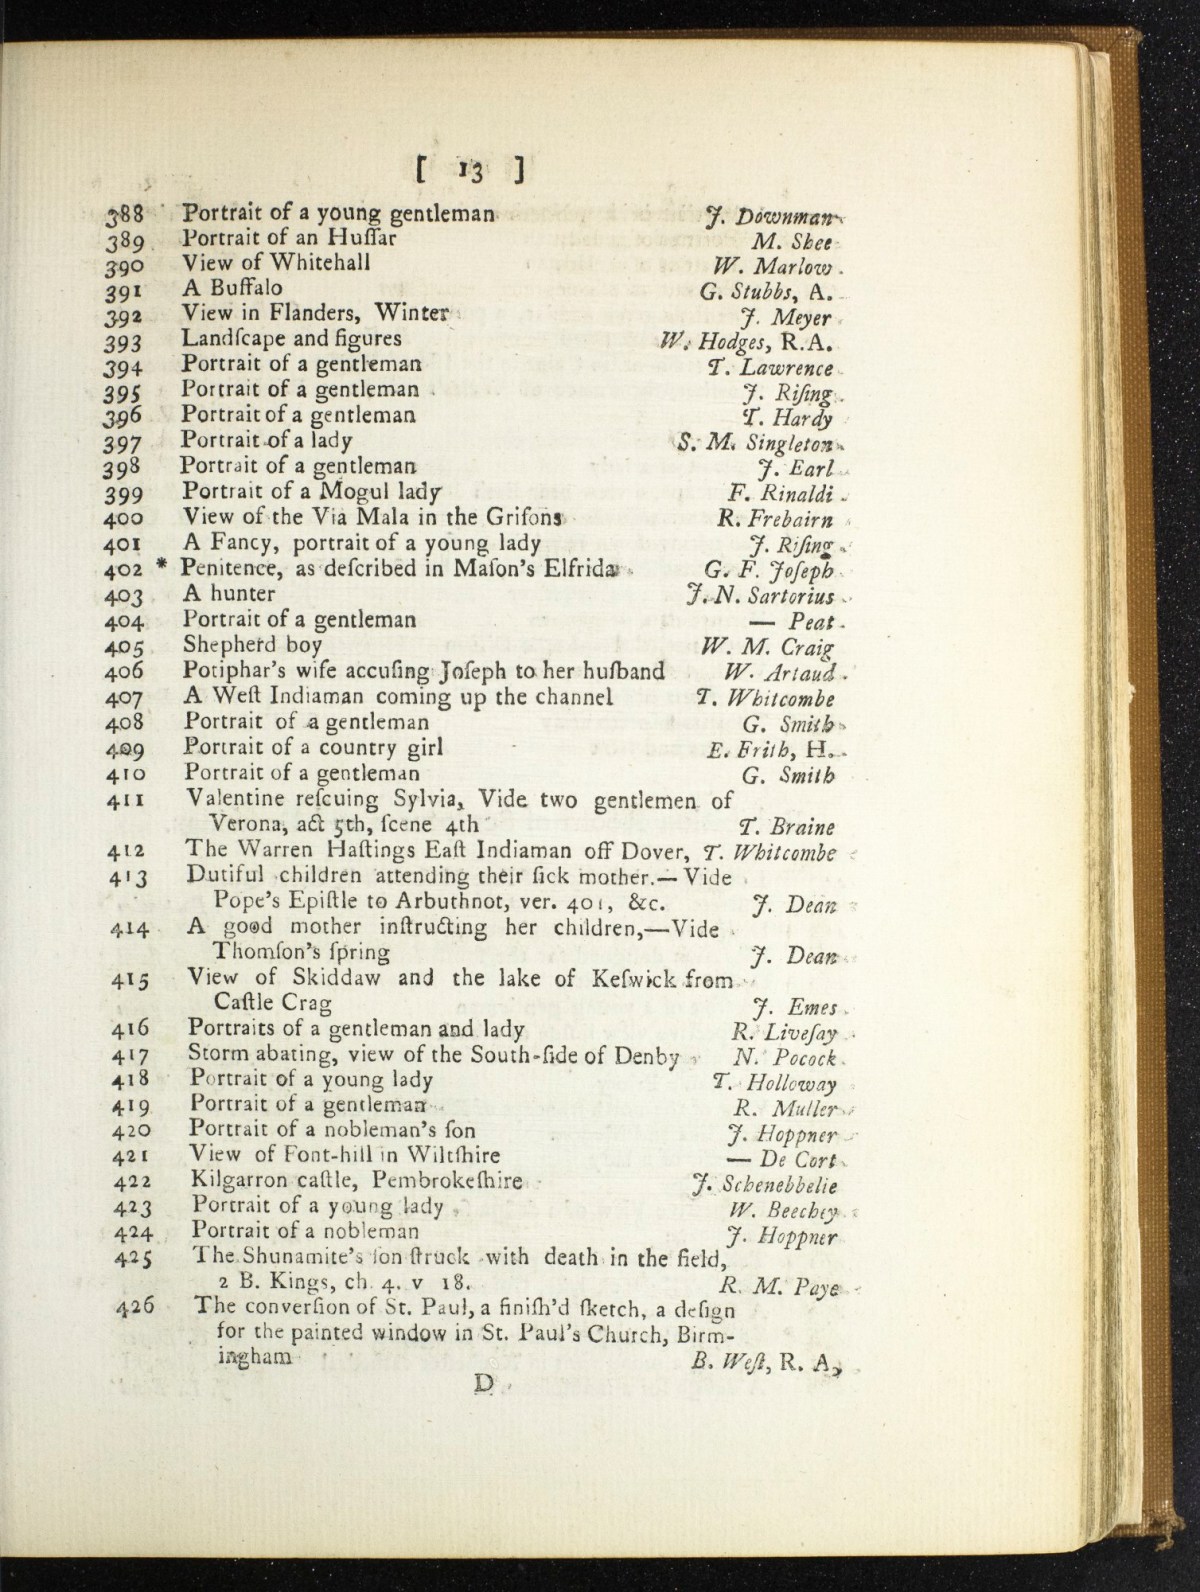 [ 13 ]
388 Portrait of a young gentleman J. Downman
389 Portrait of an Huſſar M. Shee
390 View of Whitehall W. Marlow.
391 A Buffalo G. Stubbs, A.
392 View in Flanders, Winter J. Meyer
393 Landſcape and figures W. Hodges, R.A.
394 Portrait of a gentleman T. Lawrence
395 Portrait of a gentleman J. Riſing.
396 Portrait of a gentleman T. Hardy
397 Portrait of a lady S. M. Singleton
398 Portrait of a gentleman J. Earl
399 Portrait of a Mogul lady F. Rinaldi
400 View of the Via Mala in the Griſons R. Frebairn
401 A Fancy, portrait of a young lady J. Riſing
402 * Penitence, as deſcribed in Maſon's Elfrida G. F. Joſeph
403 A hunter J. N. Sartorius
404 Portrait of a gentleman — Peat.
405 Shepherd boy W. M. Craig
406 Potiphar's wife accuſing Joſeph to her huſband W. Artaud.
407 A Weſt Indiaman coming up the channel T. Whitcombe
408 Portrait of a gentleman G. Smith
409 Portrait of a country girl E. Frith, H.
410 Portrait of a gentleman G. Smith
411 Valentine reſcuing Sylvia, Vide two gentlemen of
Verona, act 5th, ſcene 4th T. Braine
412 The Warren Haſtings Eaſt Indiaman off Dover, T. Whitcombe
413 Dutiful children attending their ſick mother.—Vide
Pope's Epiſtle to Arbuthnot, ver. 401, &c. J. Dean
414 A good mother inſtructing her children,—Vide
Thomſon's ſpring J. Dean
415 View of Skiddaw and the lake of Keſwick from
Caſtle Crag J. Emes
416 Portraits of a gentleman and lady R. Liveſay
417 Storm abating, view of the South-ſide of Denby N. Pocock
418 Portrait of a young lady T. Holloway
419 Portrait of a gentleman R. Muller
420 Portrait of a nobleman's ſon J. Hoppner
421 View of Font-hill in Wiltſhire — De Cort
422 Kilgarron caſtle, Pembrokeſhire J. Schenebbelie
423 Portrait of a young lady W. Beechey
424 Portrait of a nobleman J. Hoppner
425 The Shunamite's ſon ſtruck with death in the field,
2 B. Kings, ch. 4. v 18. R. M. Paye
426 The converſion of St. Paul, a finiſh'd ſketch, a deſign
for the painted window in St. Paul's Church, Birm-
ingham B. Weſt, R. A,
D